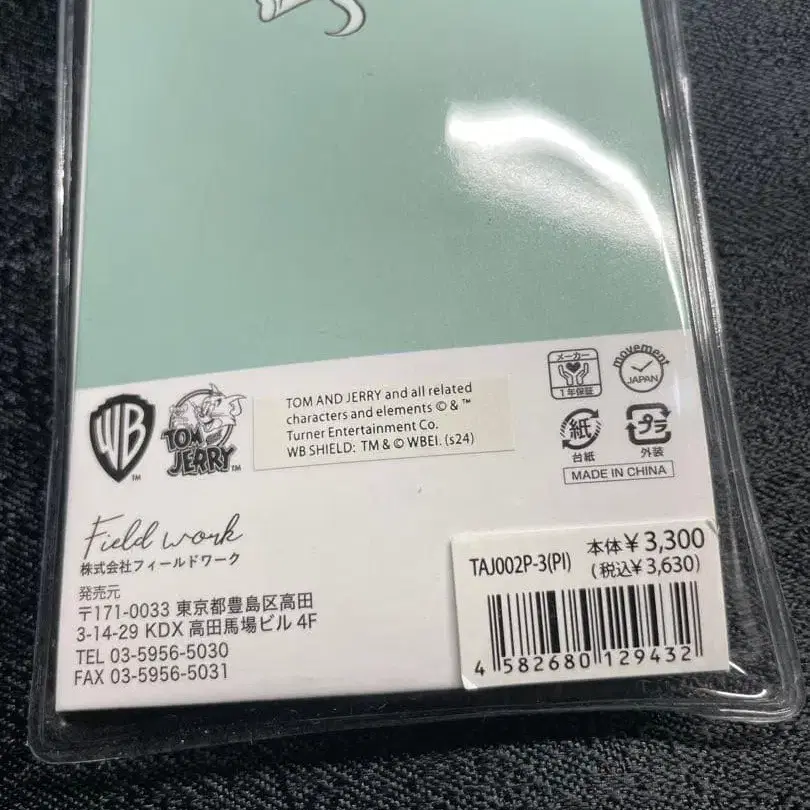 WB
TM
TOM AND JERRY TM
TOM AND JERRY and all related
characters and elements © & ™
Turner Entertainment Co.
WB SHIELD: TM & © WBEI. (s24)
メーカー
1年保証
movement
JAPAN
紙
台紙
プラ
外装
MADE IN CHINA
Field work
株式会社フィールドワーク
発売元
〒171-0033 東京都豊島区高田
3-14-29 KDX 高田馬場ビル 4F
TEL 03-5956-5030
FAX 03-5956-5031
TAJ002P-3(PI) 本体¥3,300
(税込¥3,630)
4 582680 129432